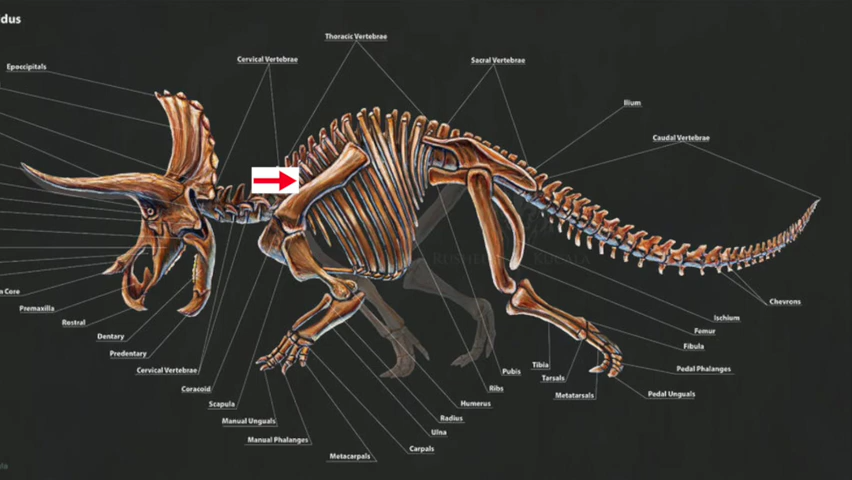 dus
Thoracic Vertebrae
Cervical Vertebrae
Sacral Vertebrae
Epoccipitals
Ilium
Caudal Vertebrae
Chevrons
Core
Premaxilla
Rostral
Ischium
Femur
Dentary
Fibula
Predentary
Cervical Vertebrae
Tibia
Pubis
Pedal Phalanges
Tarsals
Coracoid
Ribs
Metatarsals
Pedal Unguals
Scapula
Humerus
Manual Unguals
Radius
Ulna
Manual Phalanges
Carpals
Metacarpals